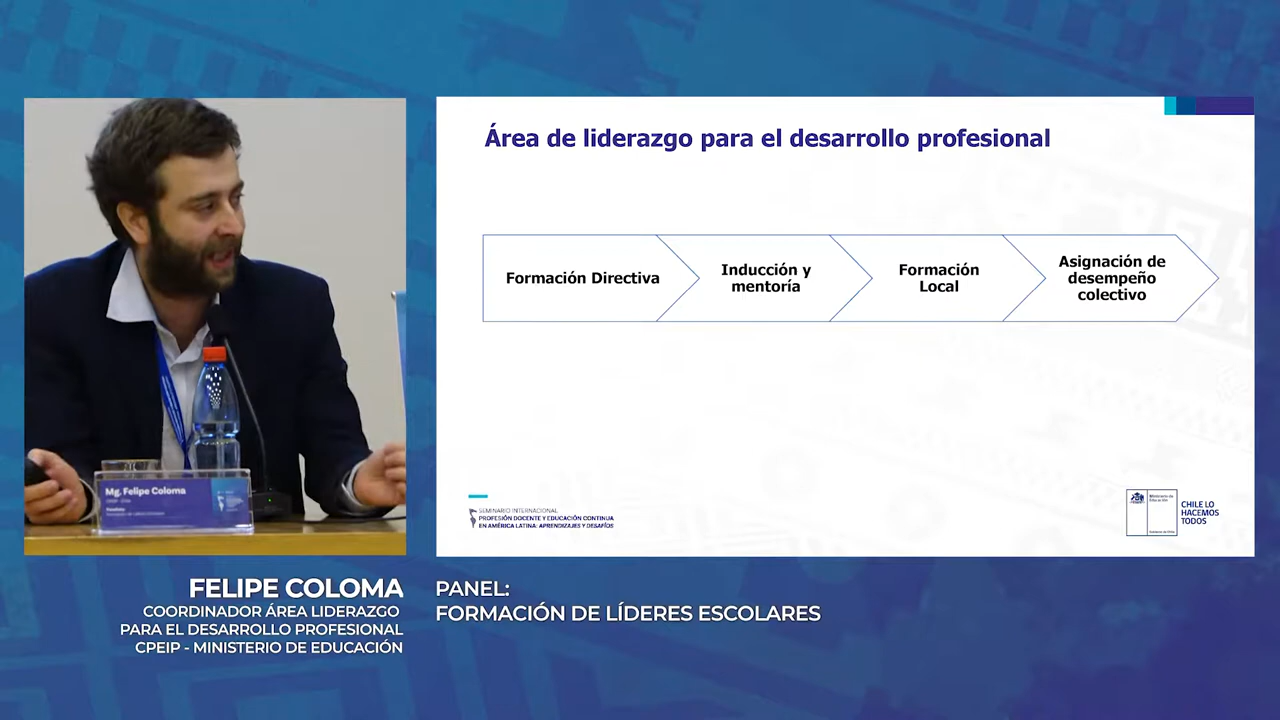 Área de liderazgo para el desarrollo profesional
Formación Directiva
Inducción y
mentoría
Formación
Local
Asignación de
desempeño
colectivo
Mg. Felipe Coloma
SEMINARIO INTERNACIONAL
PROFESIÓN DOCENTE Y EDUCACIÓN CONTINUA
EN AMÉRICA LATINA: APRENDIZAJES Y DESAFÍOS
CHILE LO
HACEMOS
TODOS
FELIPE COLOMA
COORDINADOR ÁREA LIDERAZGO
PARA EL DESARROLLO PROFESIONAL
CPEIP - MINISTERIO DE EDUCACIÓN
PANEL:
FORMACIÓN DE LÍDERES ESCOLARES